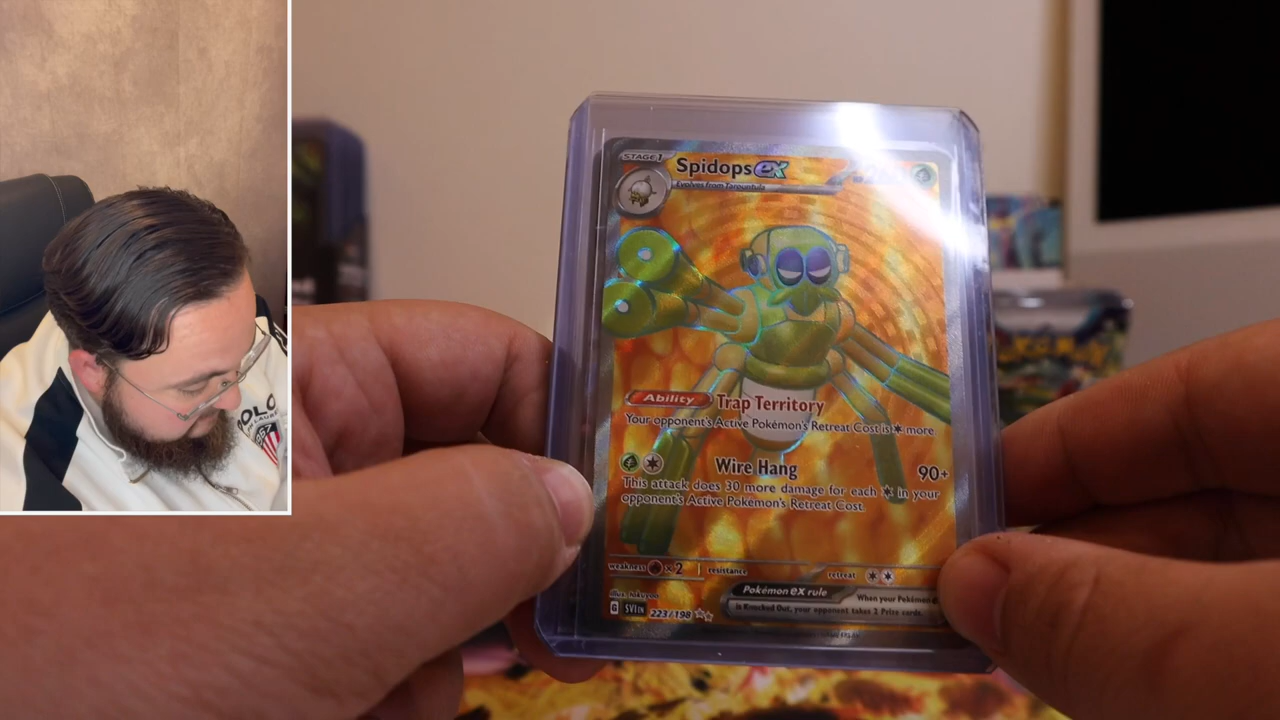 STAGE 1
Spidops ex
Evolves from Tarountula
Ability Trap Territory
Your opponent's Active Pokémon's Retreat Cost is more
Wire Hang 90+
This attack does 30 more damage for each in your
opponent's Active Pokémon's Retreat Cost
weakness ×2 resistance retreat
Pokémon ex rule When your Pokémon
is Knocked Out, your opponent takes 2 Prize cards.
G SVI EN 223/198
POLO
POKÉMON